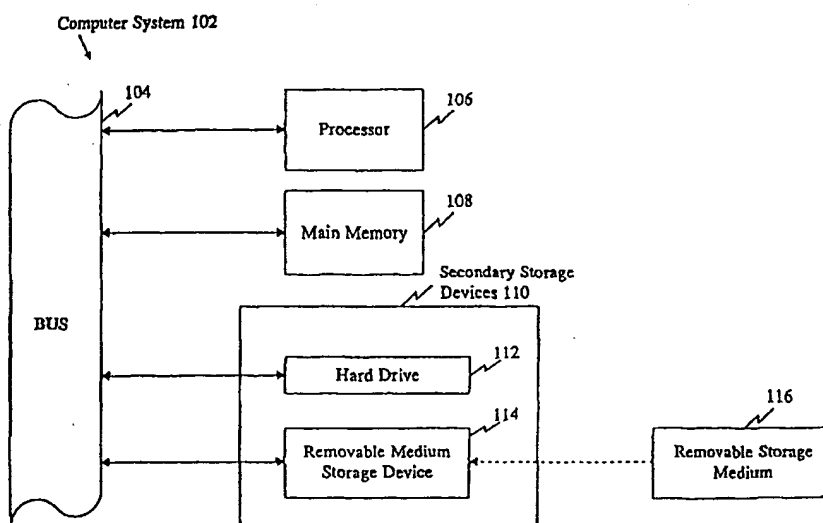 Computer System 102
104
106
Processor
108
Main Memory
Secondary Storage
Devices 110
BUS
112
Hard Drive
114
Removable Medium
Storage Device
116
Removable Storage
Medium